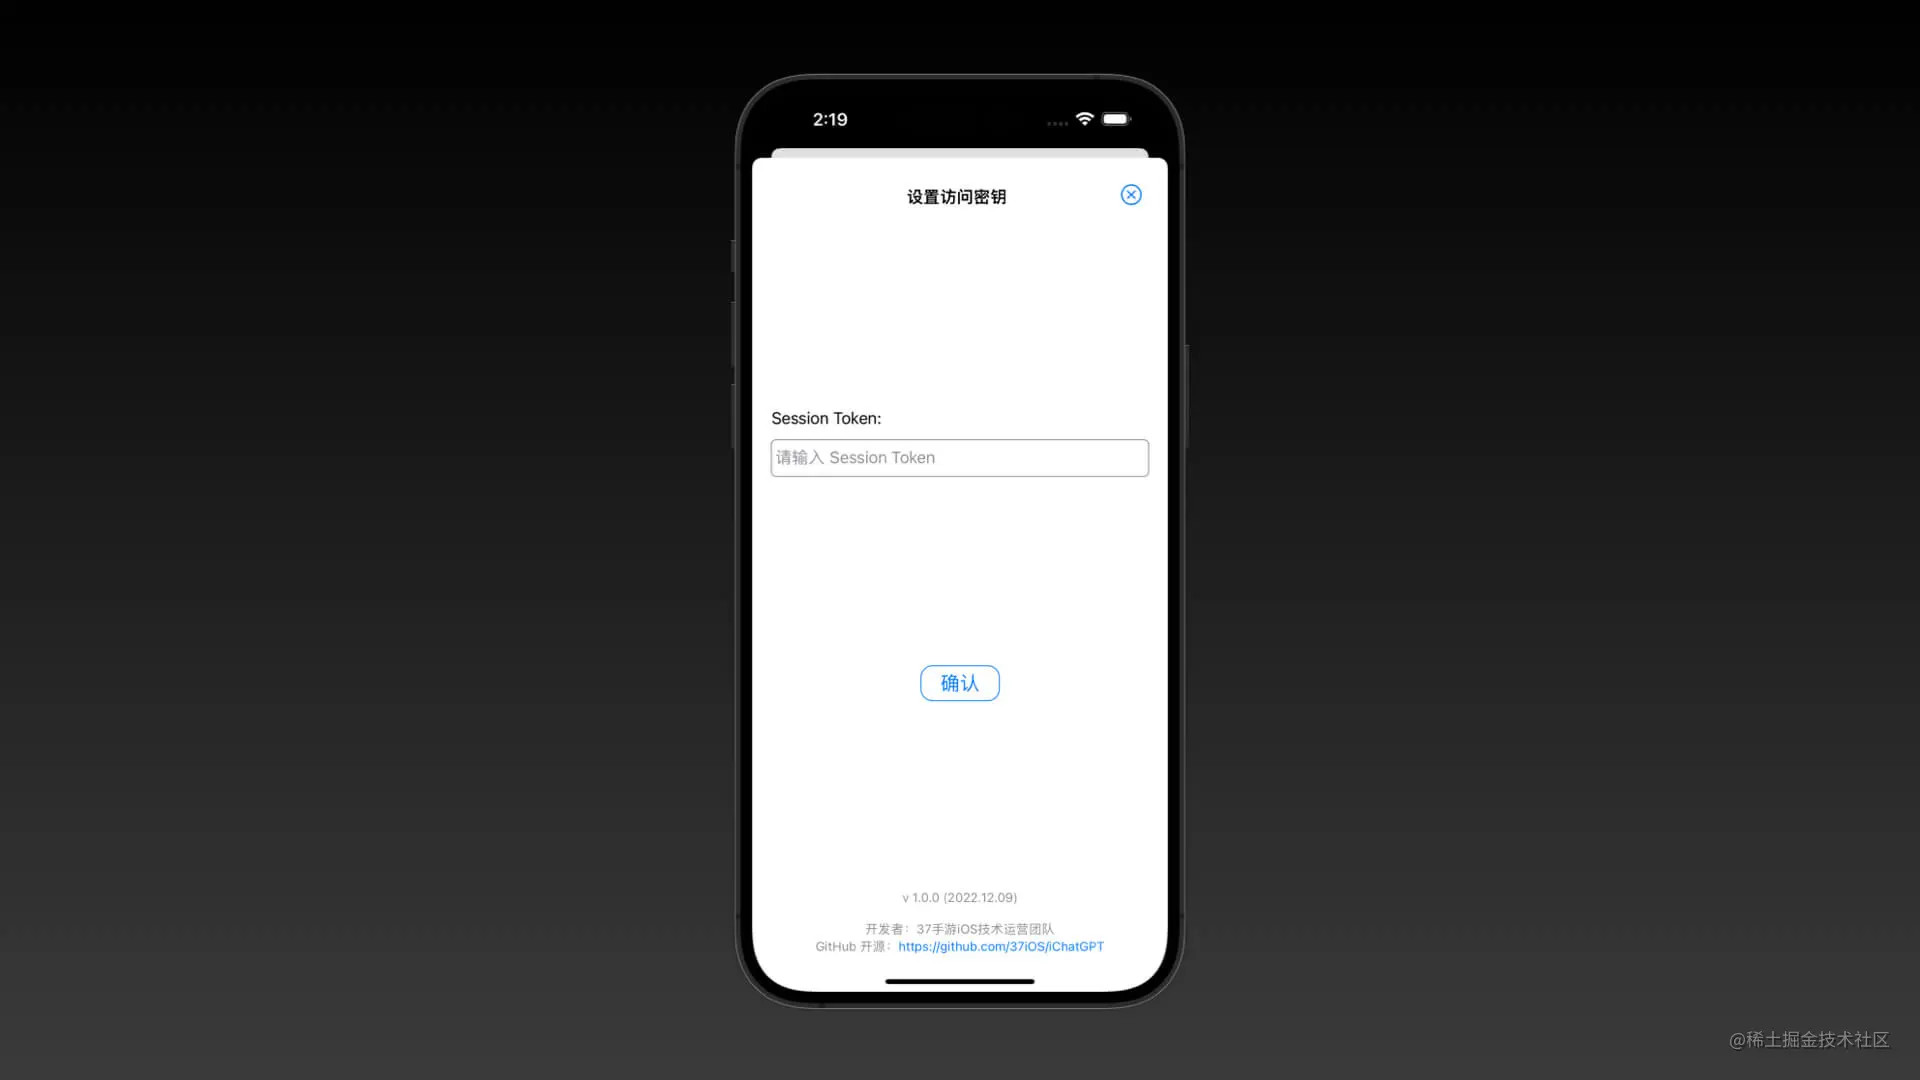 2:19
设置访问密钥
Session Token:
请输入 Session Token
确认
v 1.0.0 (2022.12.09)
开发者：37手游iOS技术运营团队
GitHub 开源：https://github.com/37iOS/iChatGPT
@稀土掘金技术社区